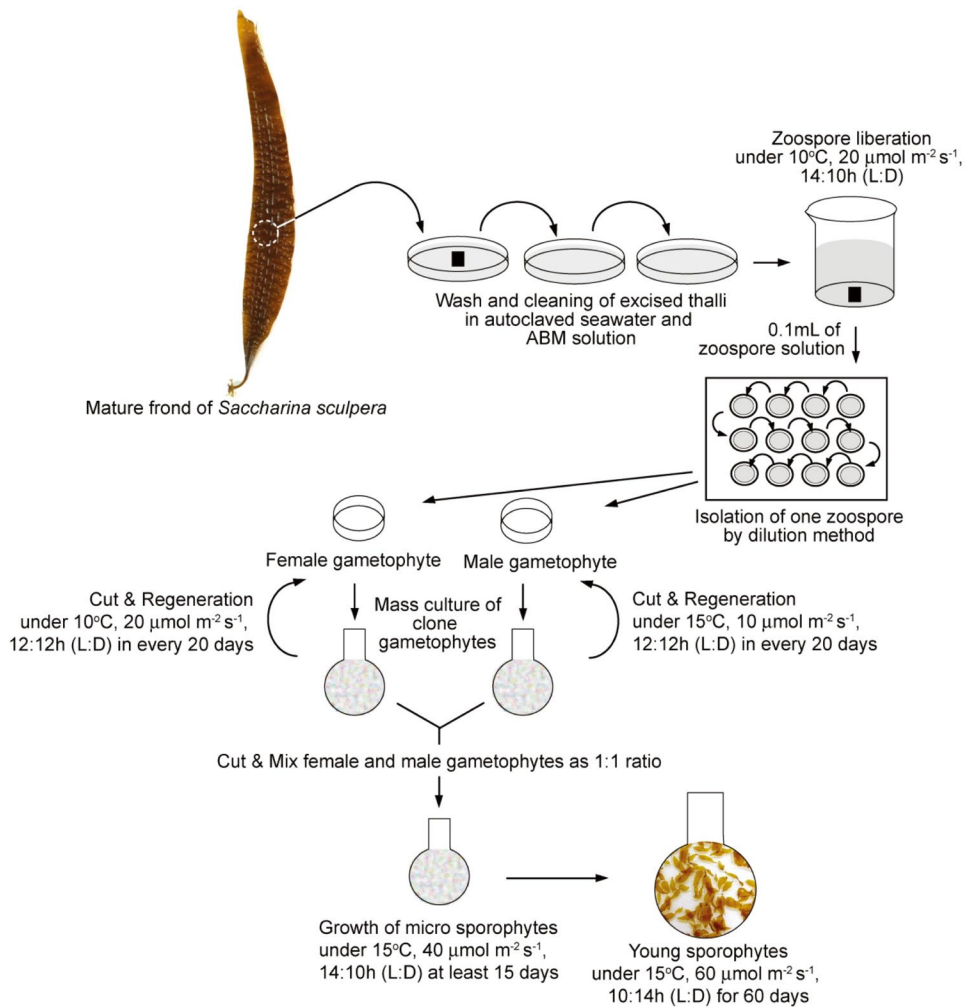 Zoospore liberation
under 10°C, 20 μmol m⁻² s⁻¹,
14:10h (L:D)
Wash and cleaning of excised thalli
in autoclaved seawater and
ABM solution
0.1mL of
zoospore solution
Mature frond of Saccharina sculpera
Isolation of one zoospore
by dilution method
Female gametophyte
Male gametophyte
Cut & Regeneration
under 10°C, 20 μmol m⁻² s⁻¹,
12:12h (L:D) in every 20 days
Mass culture of
clone
gametophytes
Cut & Regeneration
under 15°C, 10 μmol m⁻² s⁻¹,
12:12h (L:D) in every 20 days
Cut & Mix female and male gametophytes as 1:1 ratio
Growth of micro sporophytes
under 15°C, 40 μmol m⁻² s⁻¹,
14:10h (L:D) at least 15 days
Young sporophytes
under 15°C, 60 μmol m⁻² s⁻¹,
10:14h (L:D) for 60 days